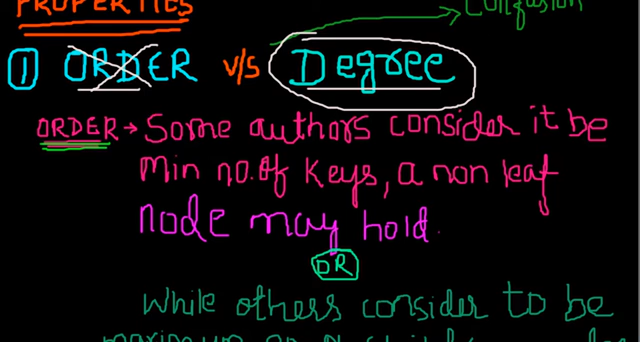 PROPERTIES
Confusion
① ORDER V/S Degree
ORDER → Some authors consider it be
Min no. of Keys, a non leaf
node may hold.
OR
While others consider to be